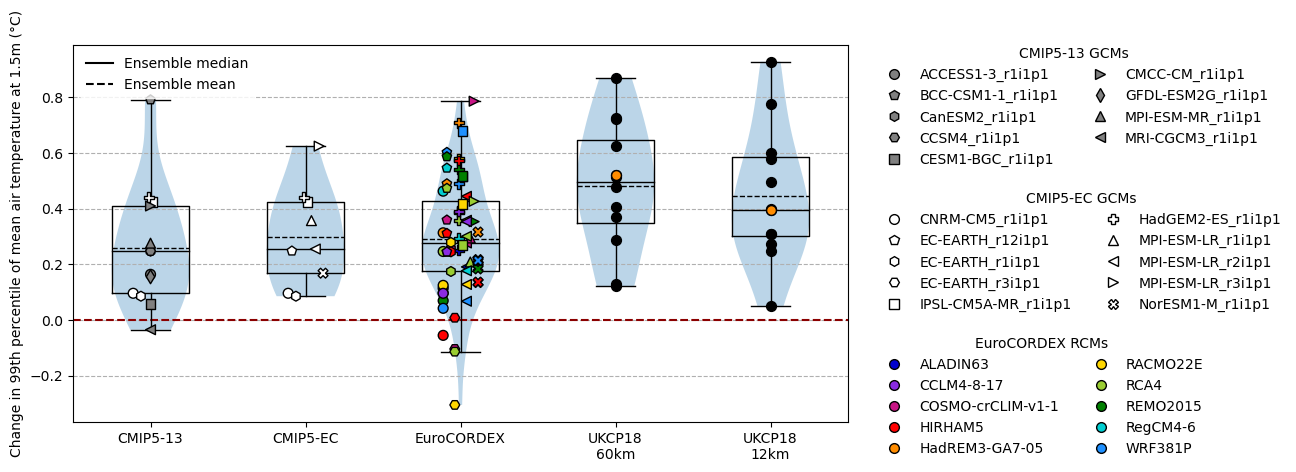 Change in 99th percentile of mean air temperature at 1.5m (°C)
Ensemble median
Ensemble mean
0.8
0.6
0.4
0.2
0.0
−0.2
CMIP5-13
CMIP5-EC
EuroCORDEX
UKCP18
60km
UKCP18
12km
CMIP5-13 GCMs
ACCESS1-3_r1i1p1
BCC-CSM1-1_r1i1p1
CanESM2_r1i1p1
CCSM4_r1i1p1
CESM1-BGC_r1i1p1
CMCC-CM_r1i1p1
GFDL-ESM2G_r1i1p1
MPI-ESM-MR_r1i1p1
MRI-CGCM3_r1i1p1
CMIP5-EC GCMs
CNRM-CM5_r1i1p1
EC-EARTH_r12i1p1
EC-EARTH_r1i1p1
EC-EARTH_r3i1p1
IPSL-CM5A-MR_r1i1p1
HadGEM2-ES_r1i1p1
MPI-ESM-LR_r1i1p1
MPI-ESM-LR_r2i1p1
MPI-ESM-LR_r3i1p1
NorESM1-M_r1i1p1
EuroCORDEX RCMs
ALADIN63
CCLM4-8-17
COSMO-crCLIM-v1-1
HIRHAM5
HadREM3-GA7-05
RACMO22E
RCA4
REMO2015
RegCM4-6
WRF381P